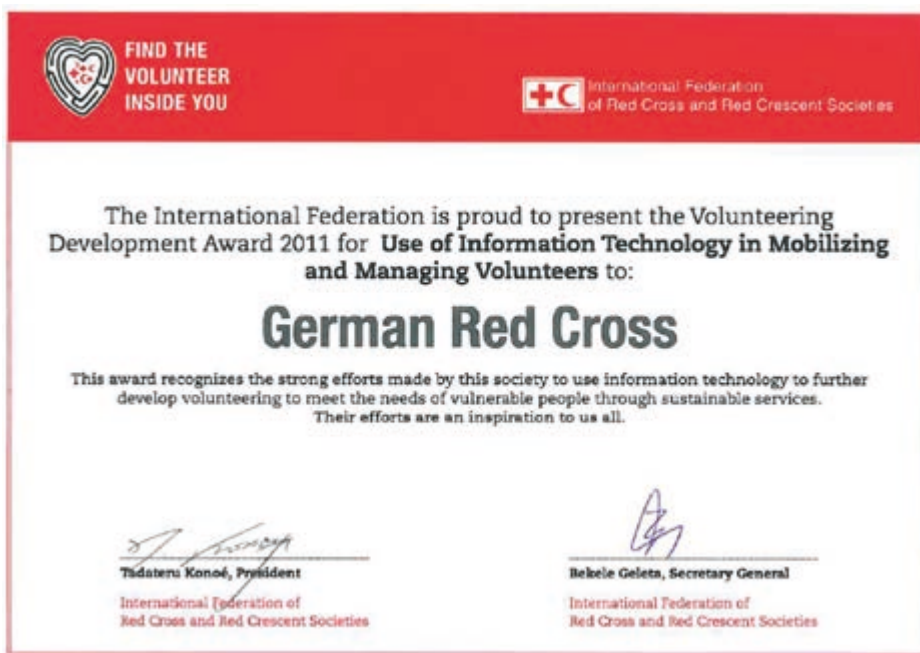 FIND THE
VOLUNTEER
INSIDE YOU
International Federation
of Red Cross and Red Crescent Societies
The International Federation is proud to present the Volunteering
Development Award 2011 for Use of Information Technology in Mobilizing
and Managing Volunteers to:
German Red Cross
This award recognizes the strong efforts made by this society to use information technology to further
develop volunteering to meet the needs of vulnerable people through sustainable services.
Their efforts are an inspiration to us all.
Tadateru Konoé, President
International Federation of
Red Cross and Red Crescent Societies
Bekele Geleta, Secretary General
International Federation of
Red Cross and Red Crescent Societies